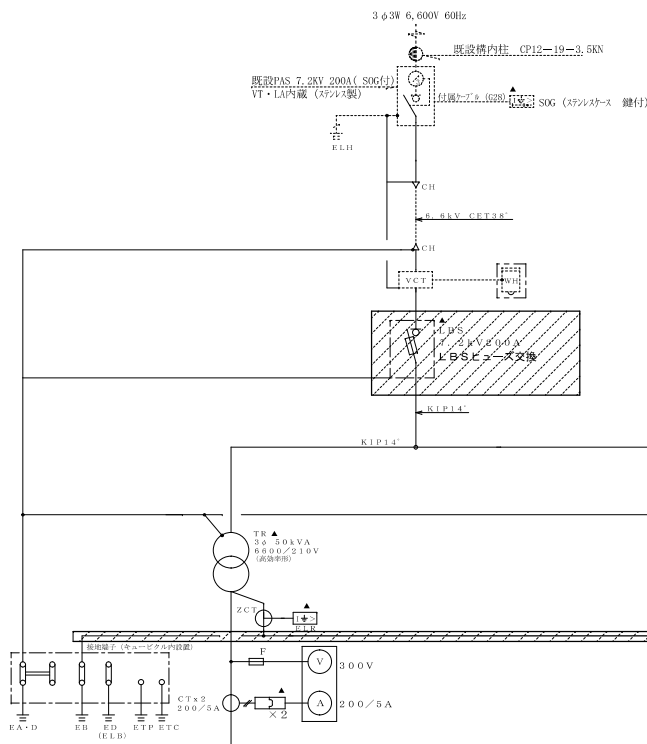 3φ3W 6,600V 60Hz
既設構内柱 CP12-19-3.5KN
既設PAS 7.2KV 200A( SOG付)
VT・LA内蔵 (ステンレス製)
付属ケーブル (G28)
I⏚>
SOG (ステンレスケース 鍵付)
ELH
CH
6.6kV CET38°
CH
VCT
WH
LBS
7.2kV200A
LBSヒューズ交換
KIP14°
KIP14°
TR ▲
3φ 50kVA
6600/210V
(高効率形)
ZCT
I⏚>
ELR
接地端子 (キュービクル内設置)
F
V
300V
CTx2
200/5A
×2
A
200/5A
EA・D
EB
ED
(ELB)
ETP
ETC